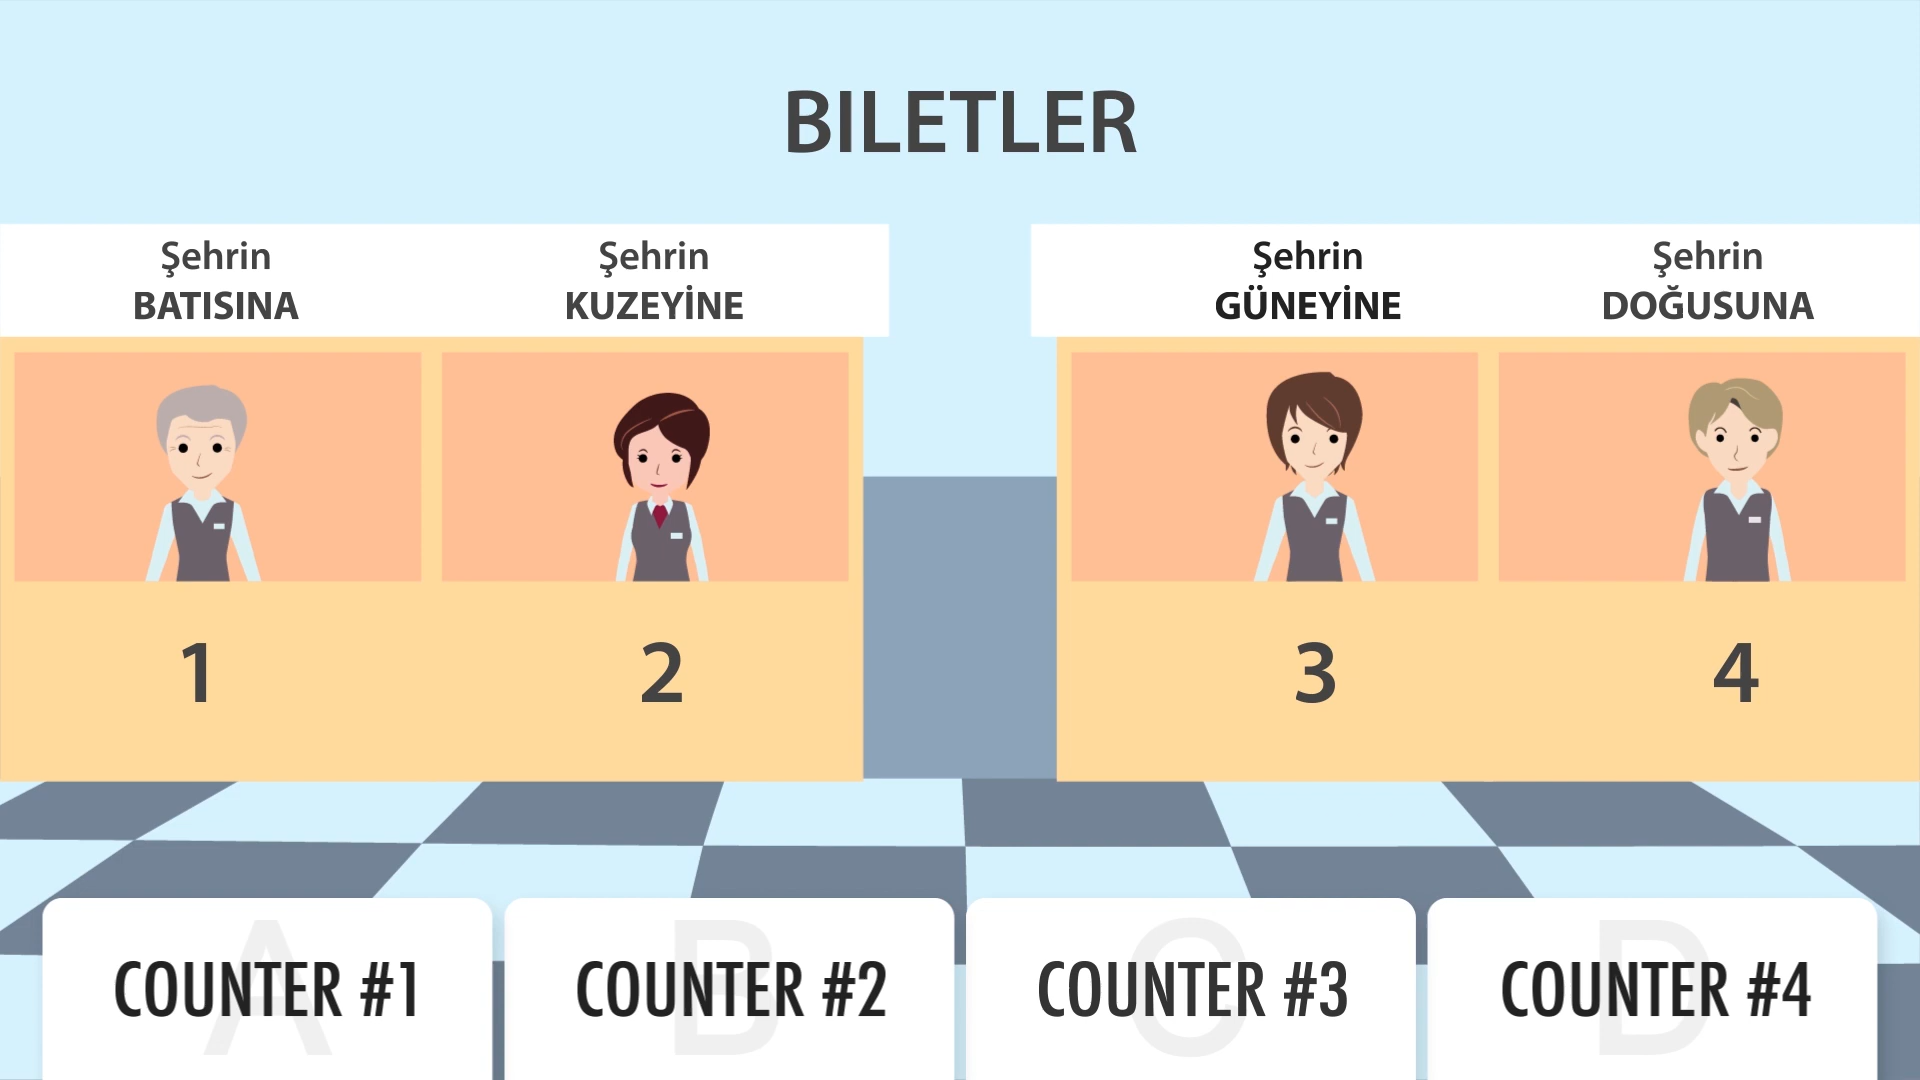 BILETLER
Şehrin
BATISINA
Şehrin
KUZEYİNE
Şehrin
GÜNEYİNE
Şehrin
DOĞUSUNA
1
2
3
4
A
COUNTER #1
B
COUNTER #2
C
COUNTER #3
D
COUNTER #4